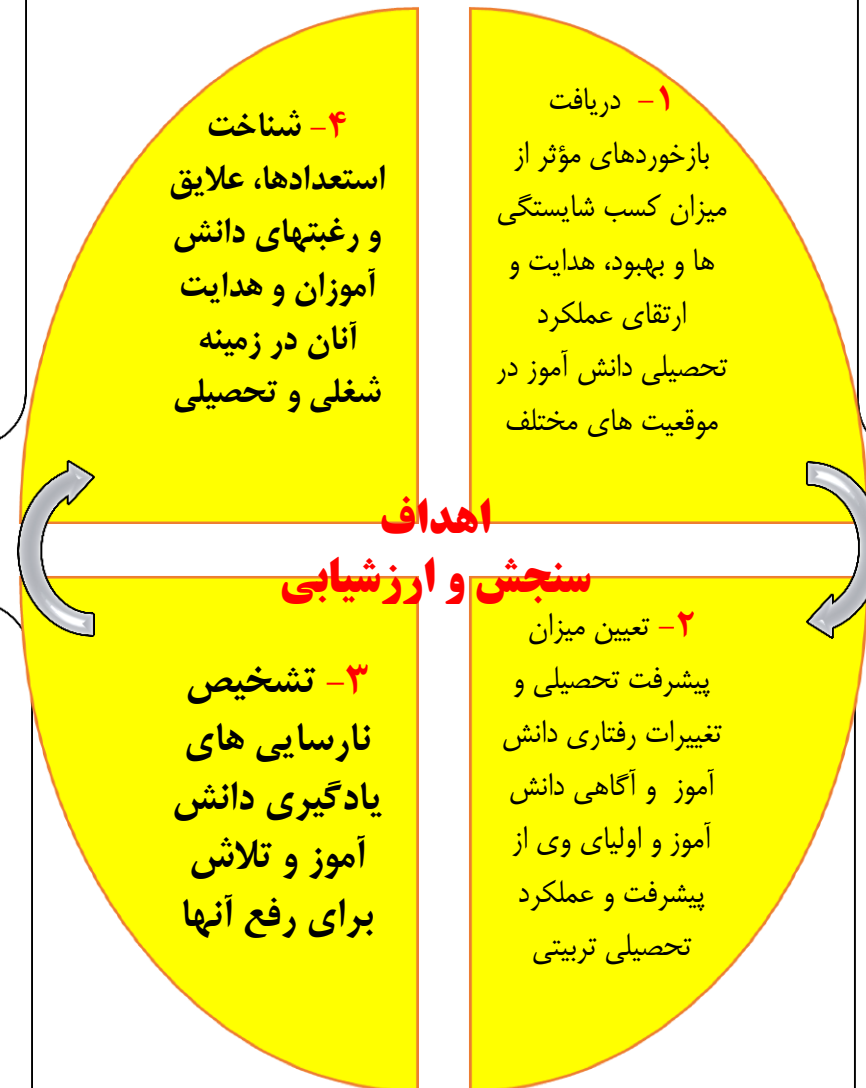 اهداف
سنجش و ارزشیابی
۱- دریافت
بازخوردهای مؤثر از
میزان کسب شایستگی
ها و بهبود، هدایت و
ارتقای عملکرد
تحصیلی دانش آموز در
موقعیت های مختلف
۲- تعیین میزان
پیشرفت تحصیلی و
تغییرات رفتاری دانش
آموز و آگاهی دانش
آموز و اولیای وی از
پیشرفت و عملکرد
تحصیلی تربیتی
۳- تشخیص
نارسایی های
یادگیری دانش
آموز و تلاش
برای رفع آنها
۴- شناخت
استعدادها، علایق
و رغبتهای دانش
آموزان و هدایت
آنان در زمینه
شغلی و تحصیلی